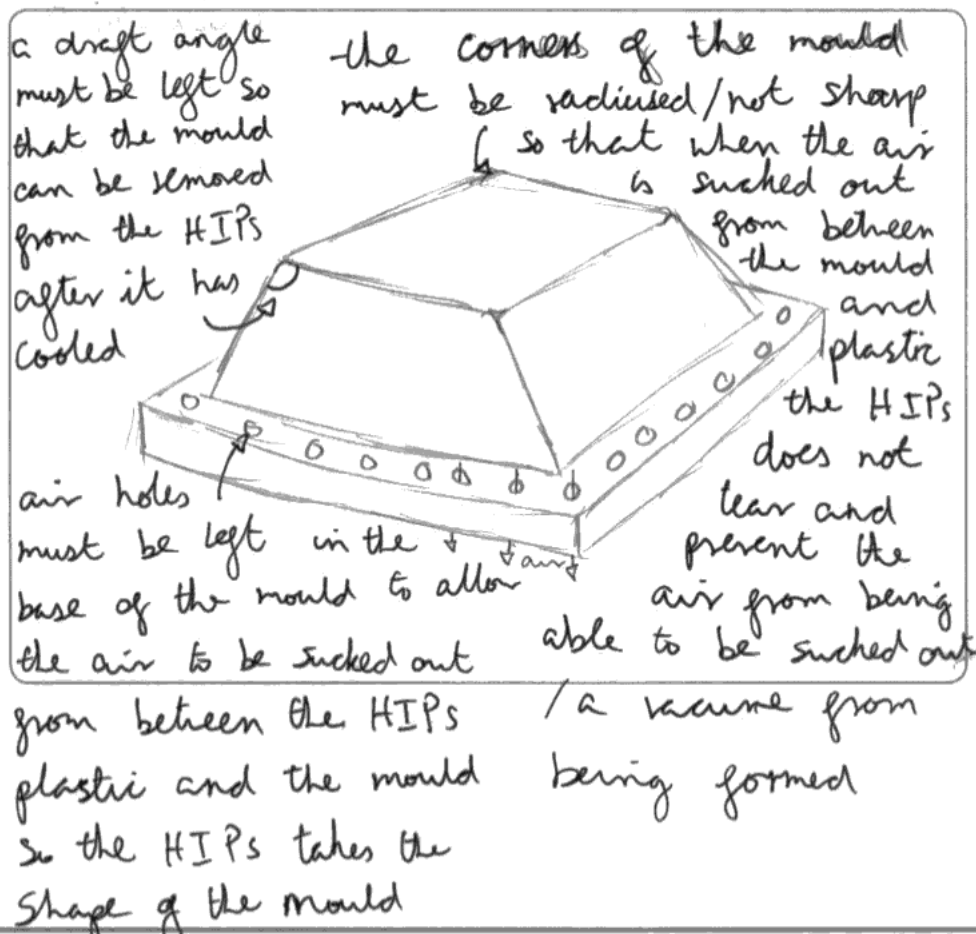 a draft angle
must be left so
that the mould
can be removed
from the HIPs
after it has
cooled
the corners of the mould
must be radiused/not sharp
so that when the air
is sucked out
from between
the mould
and
plastic
the HIPs
does not
tear and
prevent the
air from being
able to be sucked out
/a vacume from
being formed
air holes
must be left in the
base of the mould to allow
the air to be sucked out
from between the HIPs
plastic and the mould
so the HIPs takes the
shape of the mould
air